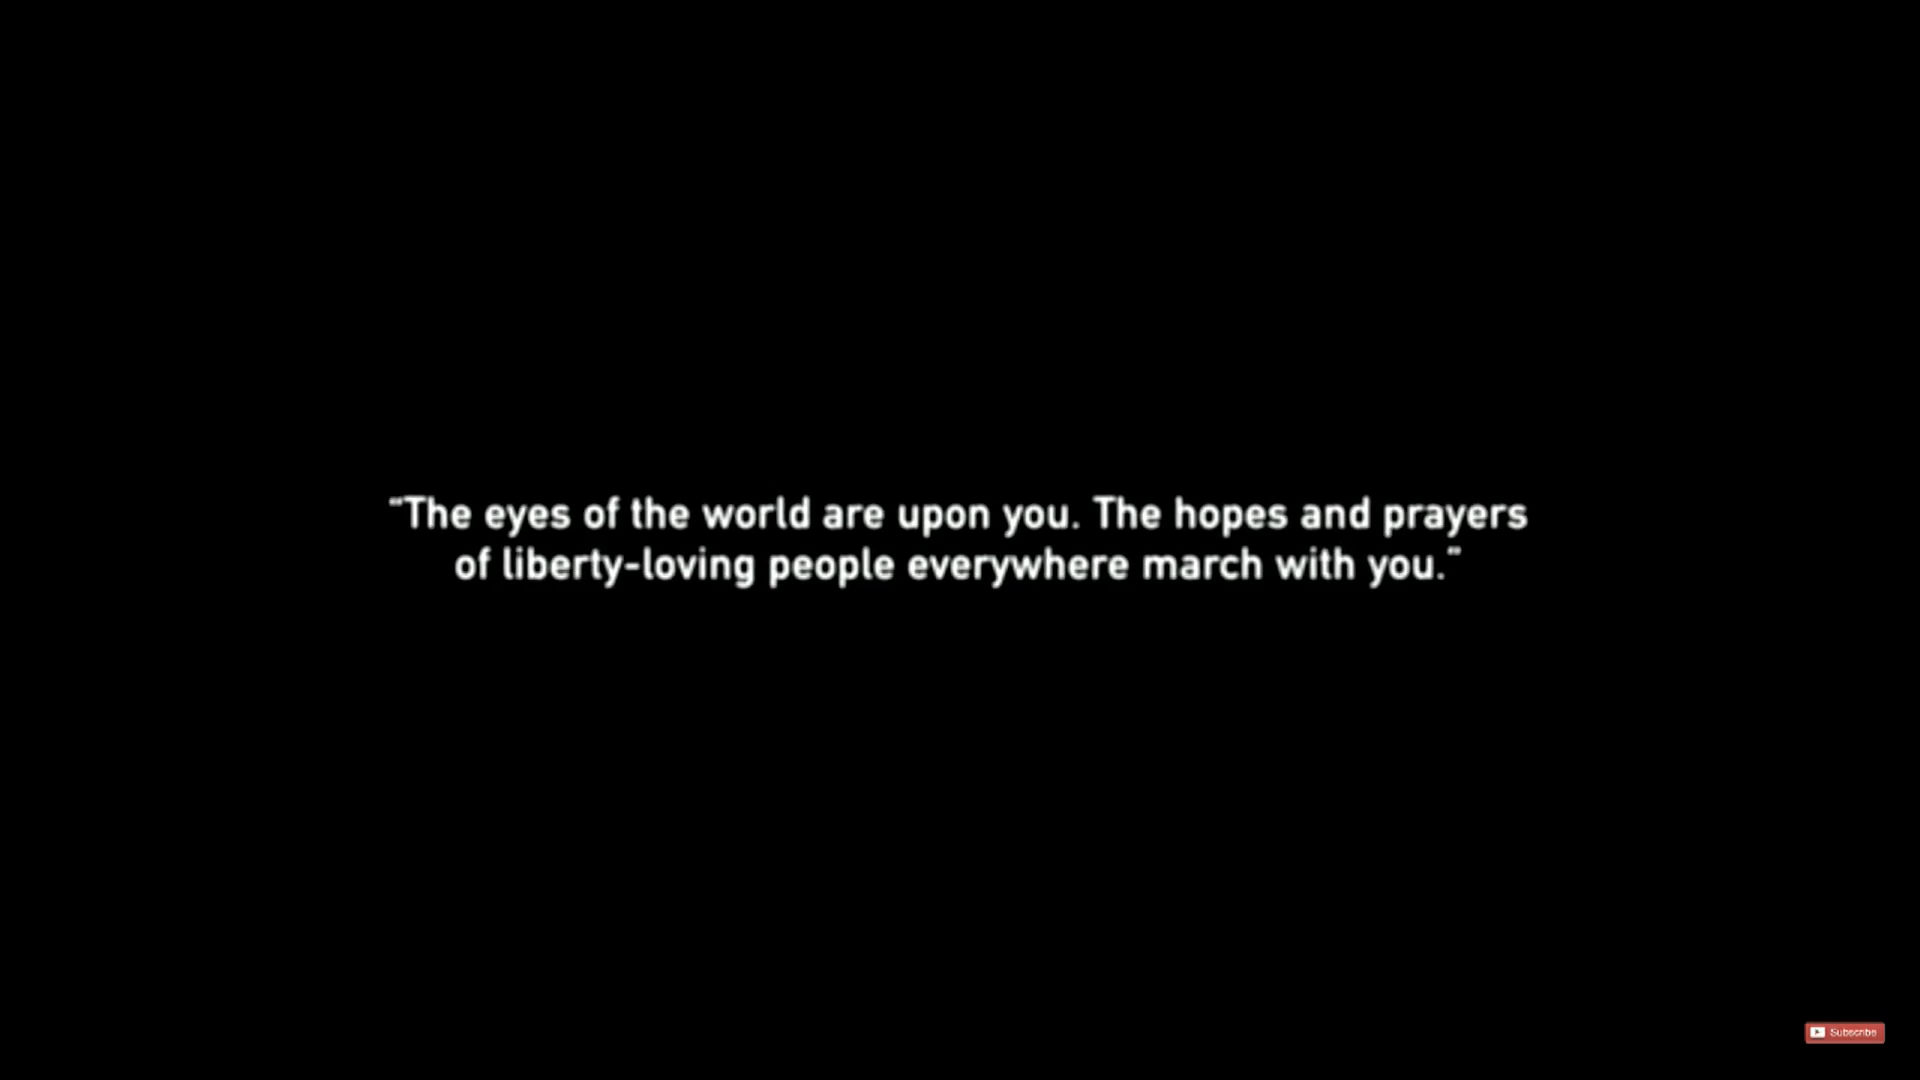 “The eyes of the world are upon you. The hopes and prayers
of liberty-loving people everywhere march with you.”
Subscribe